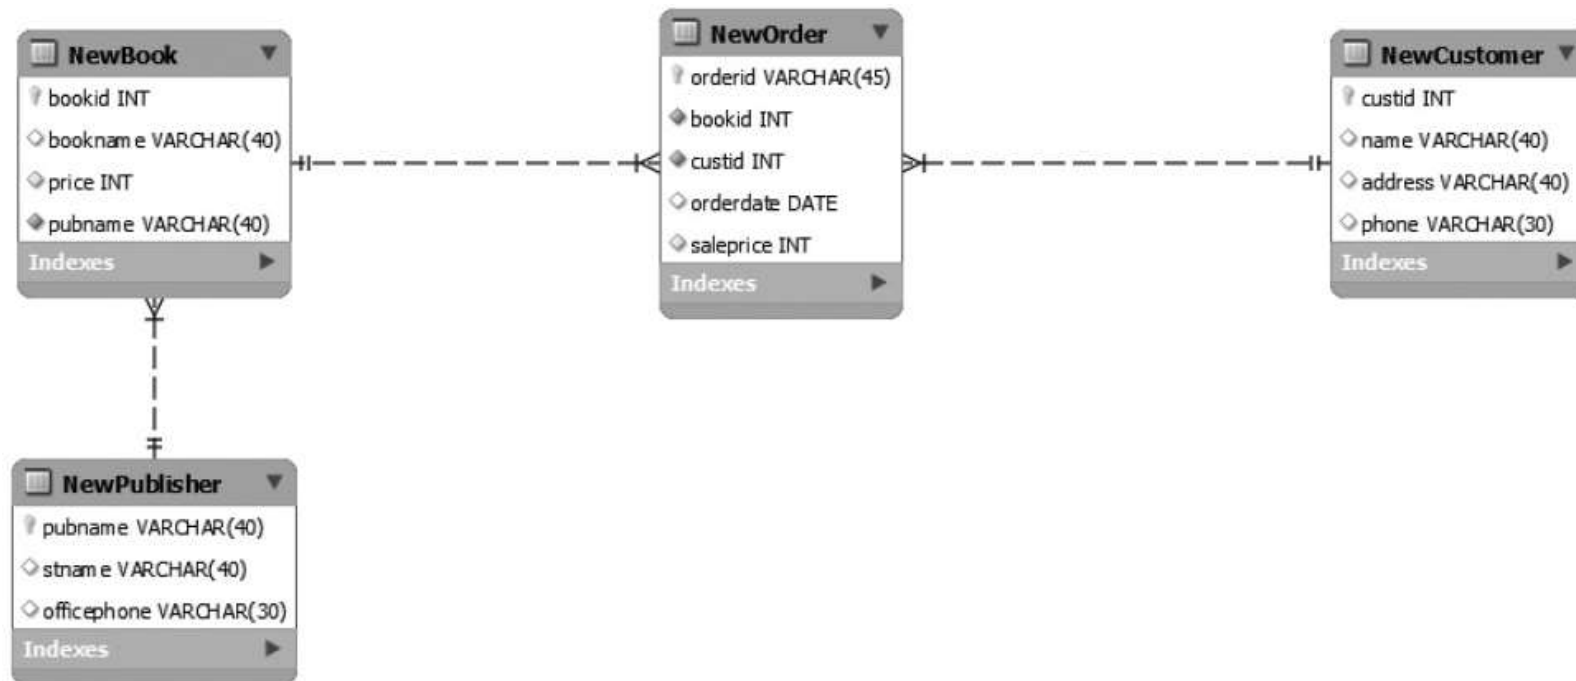 NewBook
bookid INT
bookname VARCHAR(40)
price INT
pubname VARCHAR(40)
Indexes
NewOrder
orderid VARCHAR(45)
bookid INT
custid INT
orderdate DATE
saleprice INT
Indexes
NewCustomer
custid INT
name VARCHAR(40)
address VARCHAR(40)
phone VARCHAR(30)
Indexes
NewPublisher
pubname VARCHAR(40)
stname VARCHAR(40)
officephone VARCHAR(30)
Indexes